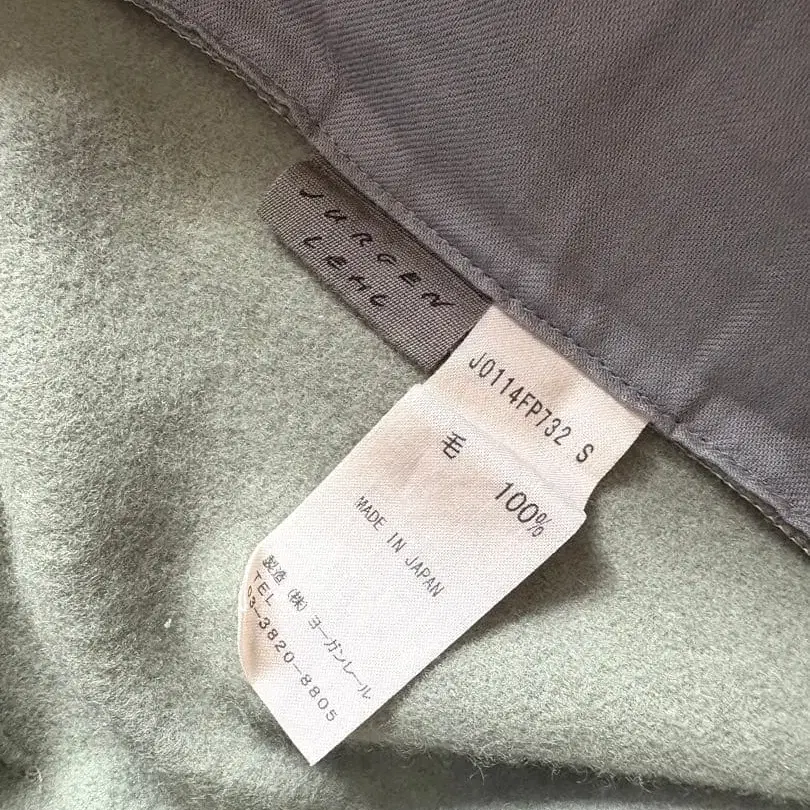 JURGEN
LEHL
J0114FP732 S
毛 100%
MADE IN JAPAN
製造 (株) ヨーガンレール
TEL
03-3820-8805